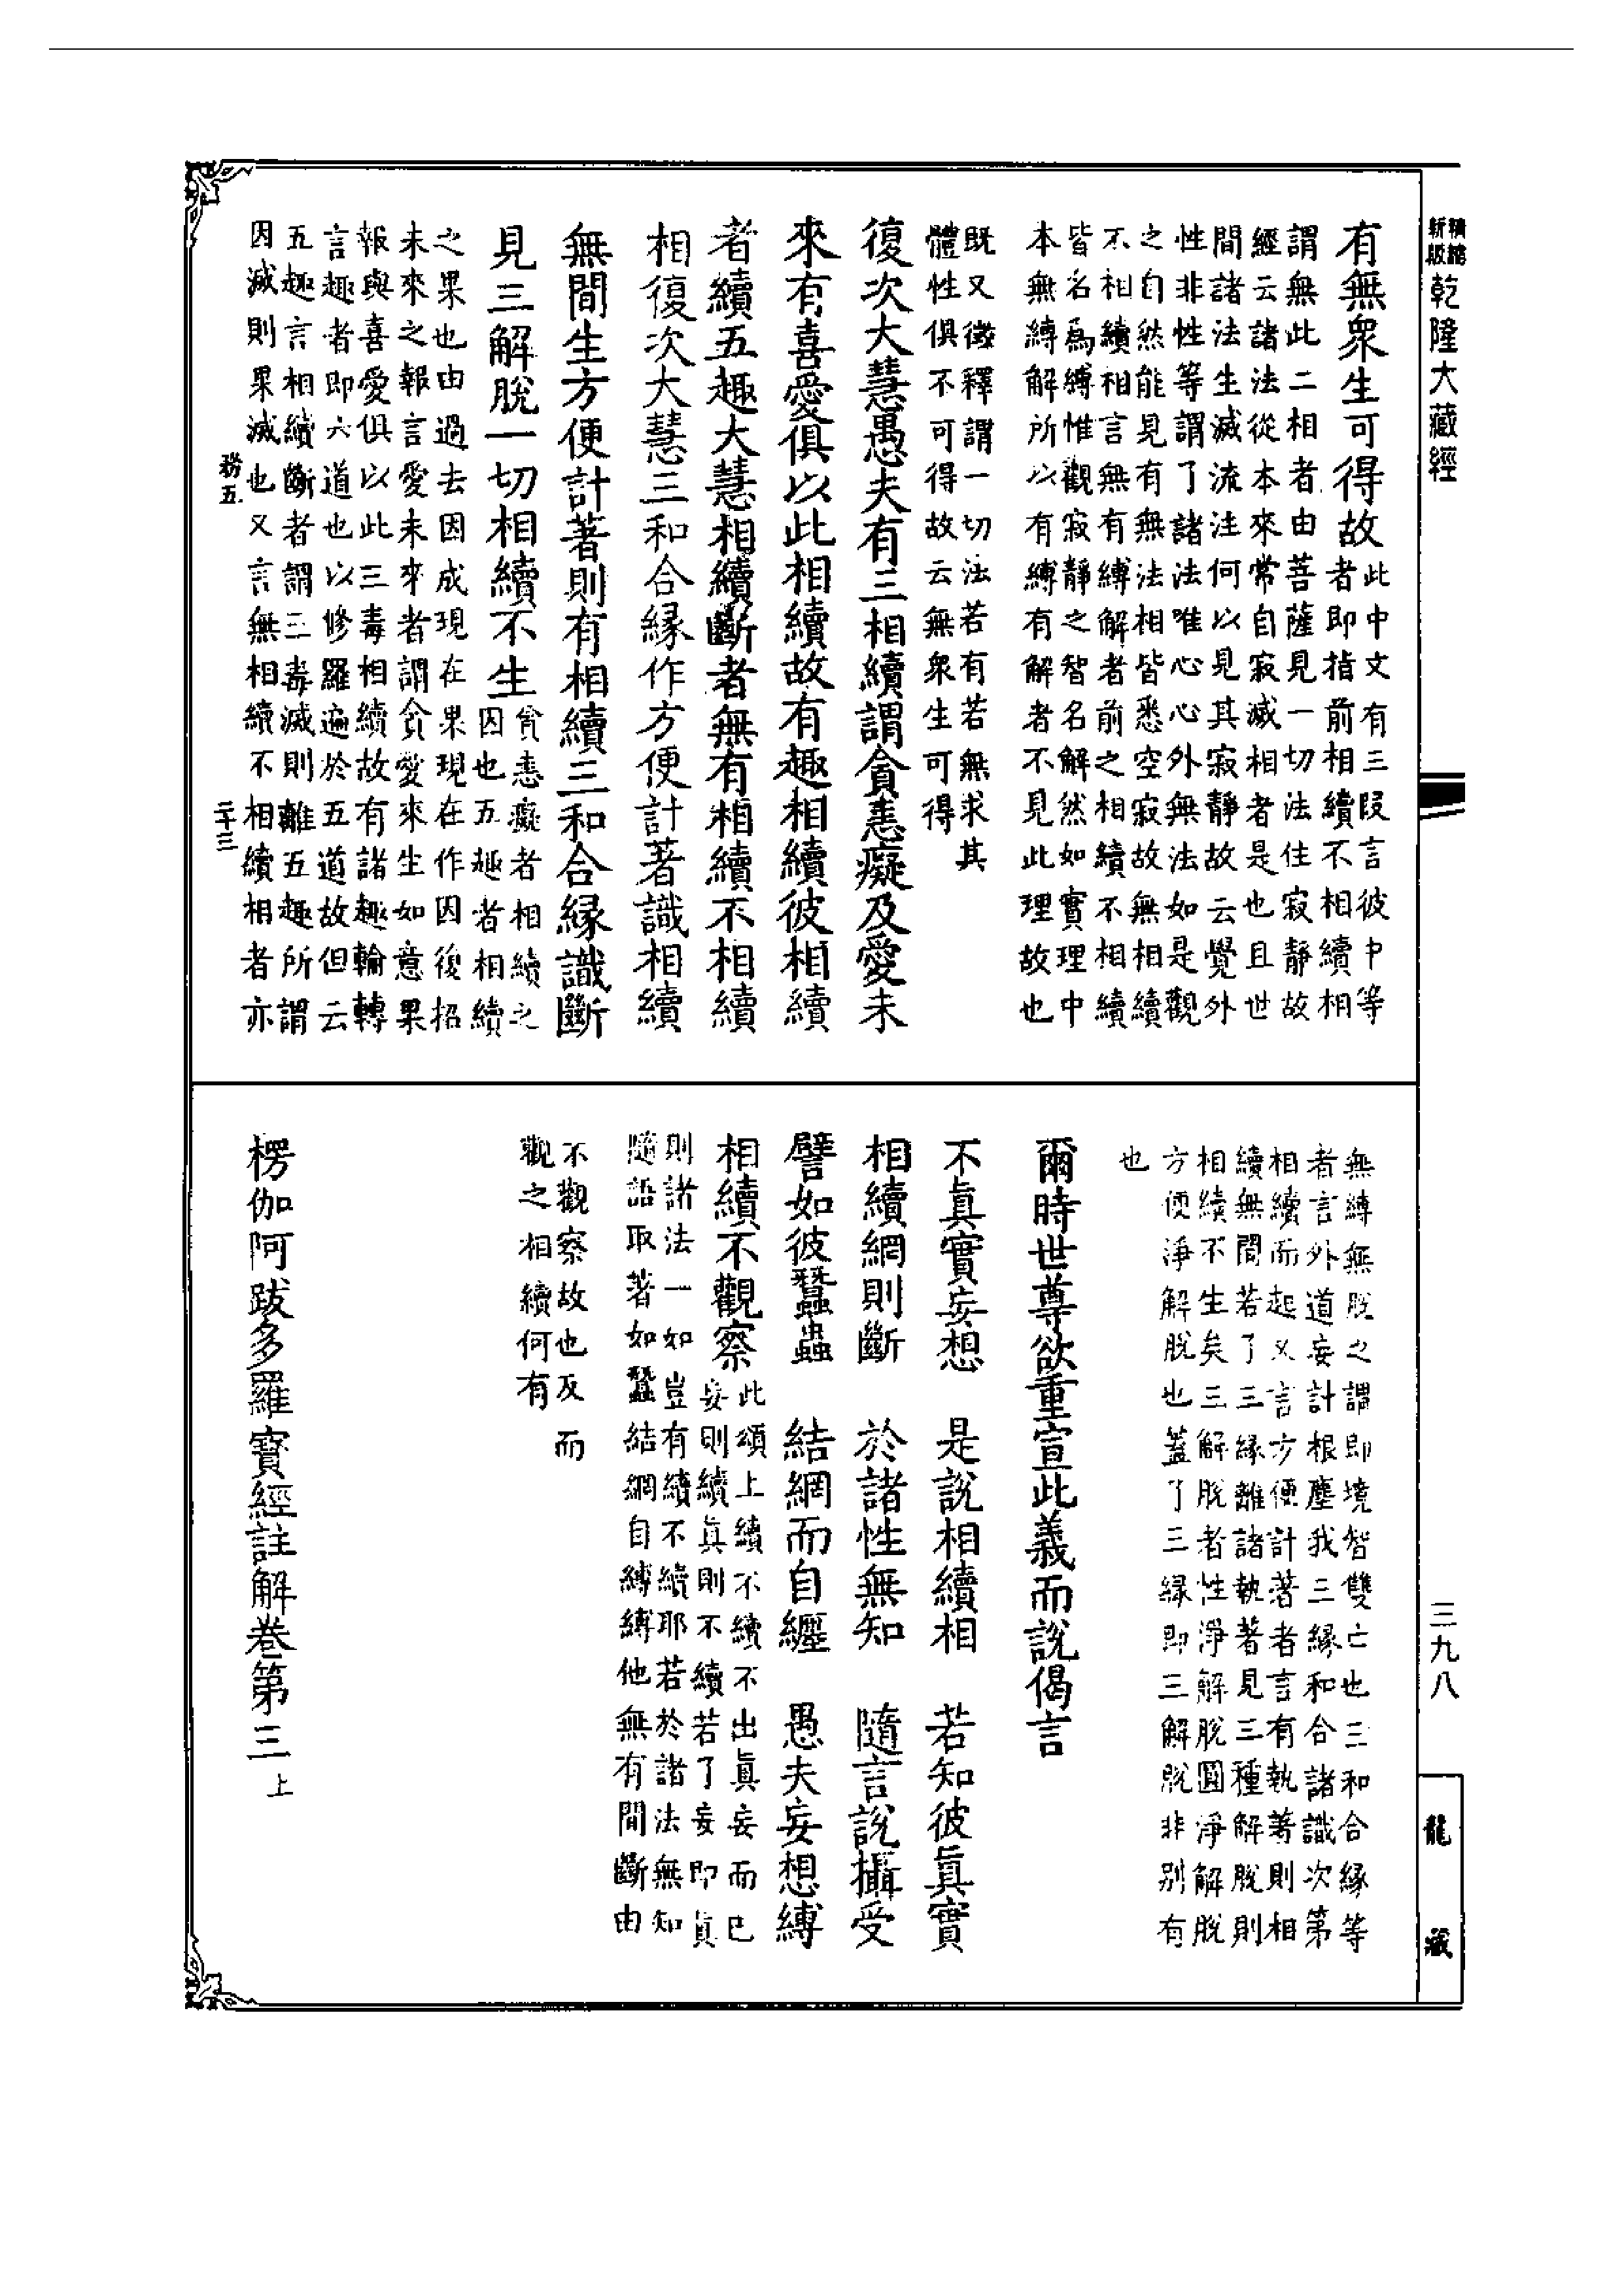 精縮
新版
乾隆大藏經
三九八
龍藏
有無衆生可得故此中文有三段言彼中等
者即指前相續不相續相
謂無此二相者由菩薩見一切法住寂靜故
經云諸法從本來常自寂滅相者是也且世
間諸法生滅流注何以見其寂靜故云覺外
性非性等謂了諸法唯心心外無法如是觀
之自然能見有無法相皆悉空寂故無相續
不相續相言無有縛解者前之相續不相續
皆名爲縛惟觀寂靜之智名解然如實理中
本無縛解所以有縛有解者不見此理故也
既又徵釋謂一切法若有若無求其
體性俱不可得故云無衆生可得
復次大慧愚夫有三相續謂貪恚癡及愛未
來有喜愛俱以此相續故有趣相續彼相續
者續五趣大慧相續斷者無有相續不相續
相復次大慧三和合緣作方便計著識相續
無間生方便計著則有相續三和合緣識斷
見三解脫一切相續不生貪恚癡者相續之
因也五趣者相續
之果也由過去因成現在果現在作因後招
未來之報言愛未來者謂貪愛來生如意果
報與喜愛俱以此三毒相續故有諸趣輪轉
言趣者即六道也以修羅遍於五道故但云
五趣言相續斷者謂三毒滅則離五趣所謂
因滅則果滅也又言無相續不相續相者亦
務五
二十三
無縛無脫之謂即境智雙亡也三和合緣等
者言外道妄計根塵我三緣和合諸識次第
相續而起又言方便計著者言有執著則相
續無間若了三緣離諸執著見三種解脫則
相續不生矣三解脫者性淨解脫圓淨解脫
方便淨解脫也蓋了三緣即三解脫非別有
也
爾時世尊欲重宣此義而說偈言
不眞實妄想　是說相續相　若知彼眞實
相續網則斷　於諸性無知　隨言說攝受
譬如彼蠶蟲　結網而自纏　愚夫妄想縛
相續不觀察此頌上續不續不出眞妄而已
妄則續眞則不續若了妄即眞
則諸法一如豈有續不續耶若於諸法無知
隨語取著如蠶結網自縛縛他無有間斷由
不觀察故也反而
觀之相續何有
楞伽阿跋多羅寶經註解卷第三上